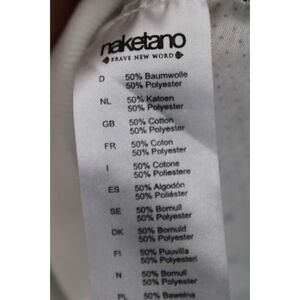 naketano
BRAVE NEW WORD
D 50% Baumwolle
50% Polyester
NL 50% Katoen
50% Polyester
GB 50% Cotton
50% Polyester
FR 50% Coton
50% Polyester
I 50% Cotone
50% Poliestere
ES 50% Algodón
50% Poliéster
SE 50% Bomull
50% Polyester
DK 50% Bomuld
50% Polyester
FI 50% Puuvilla
50% Polyesteri
N 50% Bomull
50% Polyester
PL 50% Bawełna